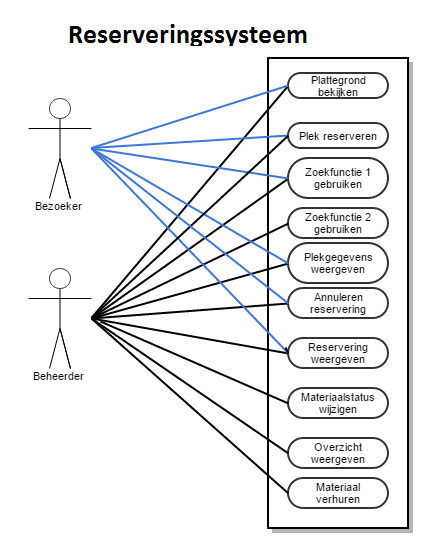 Reserveringssysteem
Plattegrond
bekijken
Plek reserveren
Zoekfunctie 1
gebruiken
Bezoeker
Zoekfunctie 2
gebruiken
Plekgegevens
weergeven
Annuleren
reservering
Reservering
weergeven
Beheerder
Materiaalstatus
wijzigen
Overzicht
weergeven
Materiaal
verhuren